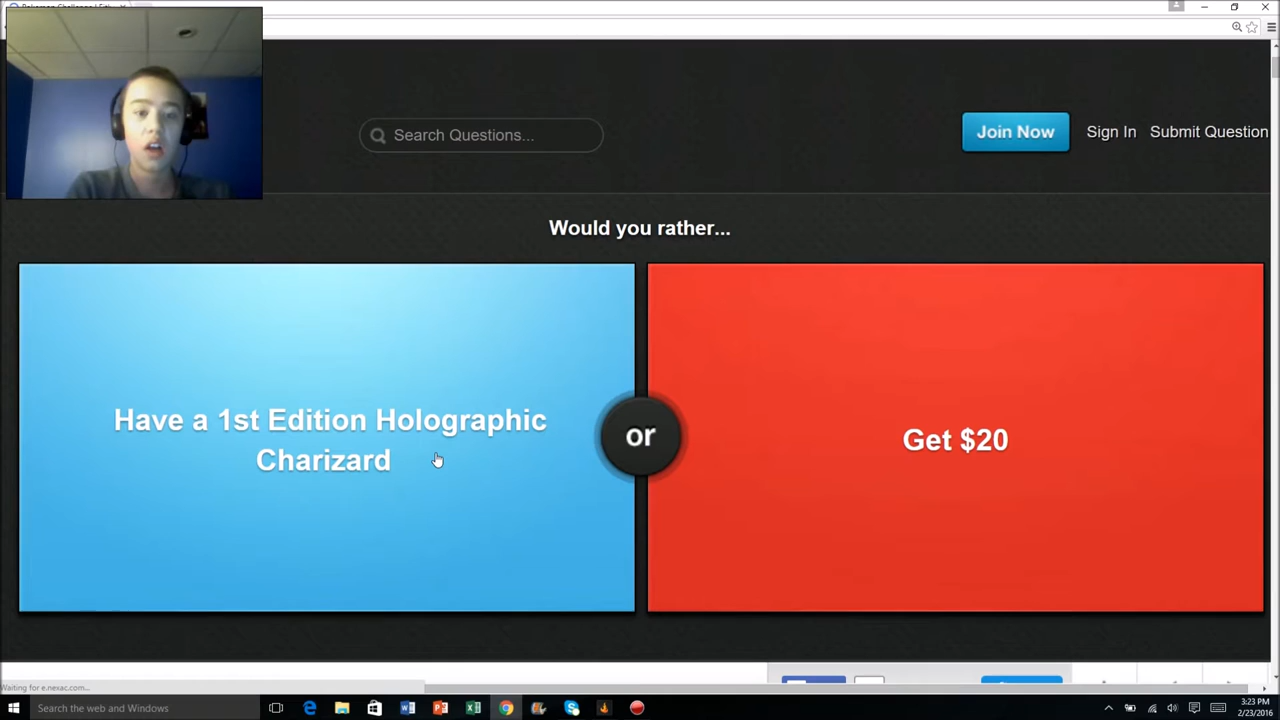 Search Questions...
Join Now
Sign In
Submit Question
Would you rather...
Have a 1st Edition Holographic
Charizard
or
Get $20
Waiting for e.nexac.com...
Search the web and Windows
3:23 PM
2/23/2016